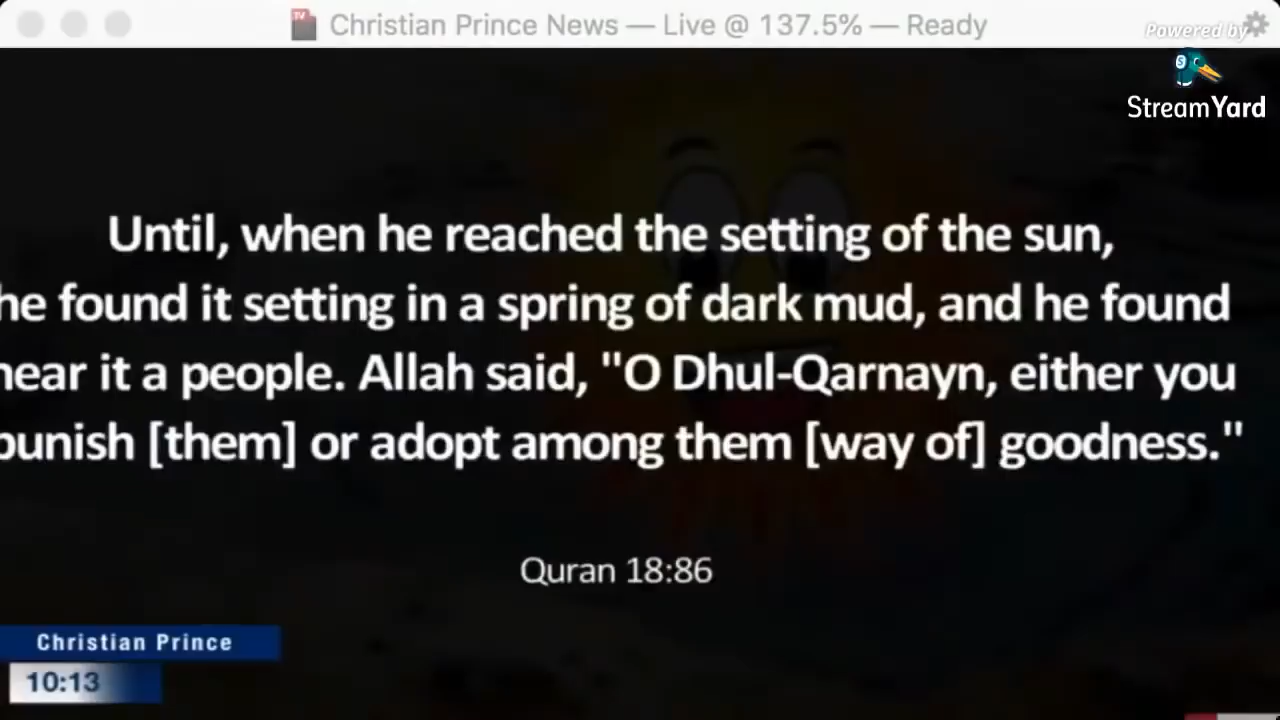 Christian Prince News — Live @ 137.5% — Ready
Powered by
StreamYard
Until, when he reached the setting of the sun,
he found it setting in a spring of dark mud, and he found
near it a people. Allah said, "O Dhul-Qarnayn, either you
punish [them] or adopt among them [way of] goodness."
Quran 18:86
Christian Prince
10:13